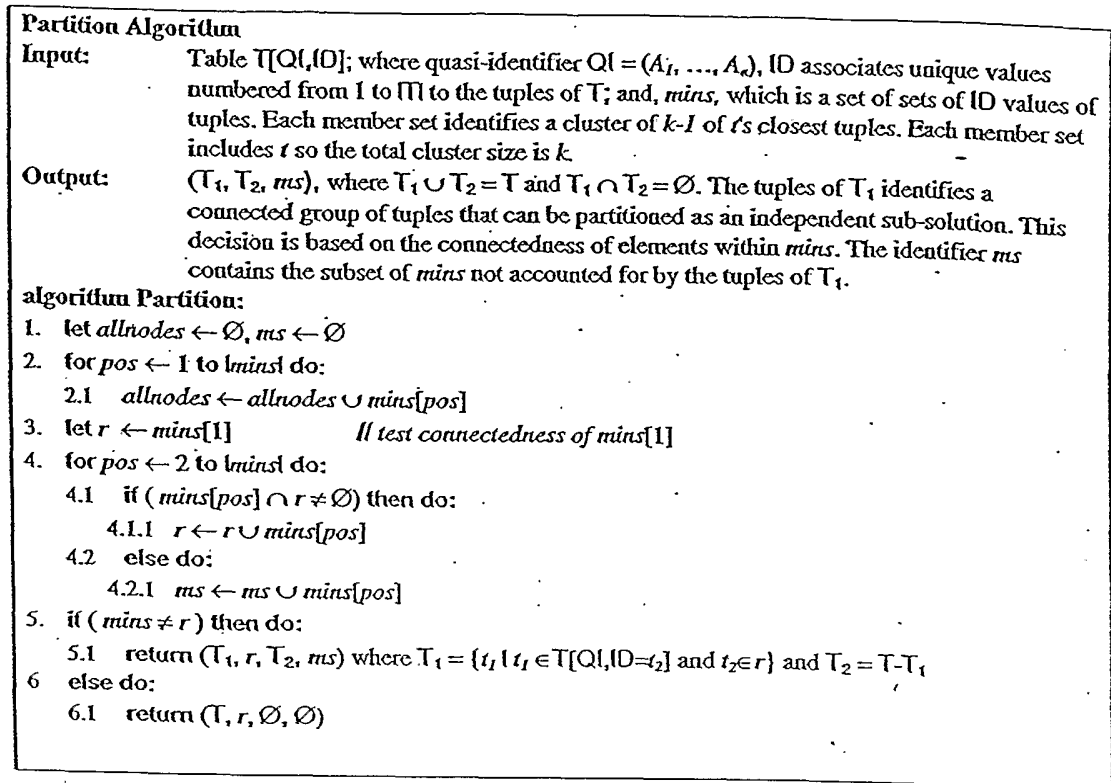 Partition Algorithm
Input: Table T[QI,ID]; where quasi-identifier QI = (A₁, …, Aₙ), ID associates unique values
numbered from 1 to |T| to the tuples of T; and, mins, which is a set of sets of ID values of
tuples. Each member set identifies a cluster of k-1 of t's closest tuples. Each member set
includes t so the total cluster size is k.
Output: (T₁, T₂, ms), where T₁ ∪ T₂ = T and T₁ ∩ T₂ = Ø. The tuples of T₁ identifies a
connected group of tuples that can be partitioned as an independent sub-solution. This
decision is based on the connectedness of elements within mins. The identifier ms
contains the subset of mins not accounted for by the tuples of T₁.
algorithm Partition:
1. let allnodes ← Ø, ms ← Ø
2. for pos ← 1 to |mins| do:
2.1 allnodes ← allnodes ∪ mins[pos]
3. let r ← mins[1] // test connectedness of mins[1]
4. for pos ← 2 to |mins| do:
4.1 if ( mins[pos] ∩ r ≠ Ø) then do:
4.1.1 r ← r ∪ mins[pos]
4.2 else do:
4.2.1 ms ← ms ∪ mins[pos]
5. if ( mins ≠ r ) then do:
5.1 return (T₁, r, T₂, ms) where T₁ = {t₁ | t₁ ∈ T[QI,ID=t₂] and t₂∈ r} and T₂ = T-T₁
6 else do:
6.1 return (T, r, Ø, Ø)